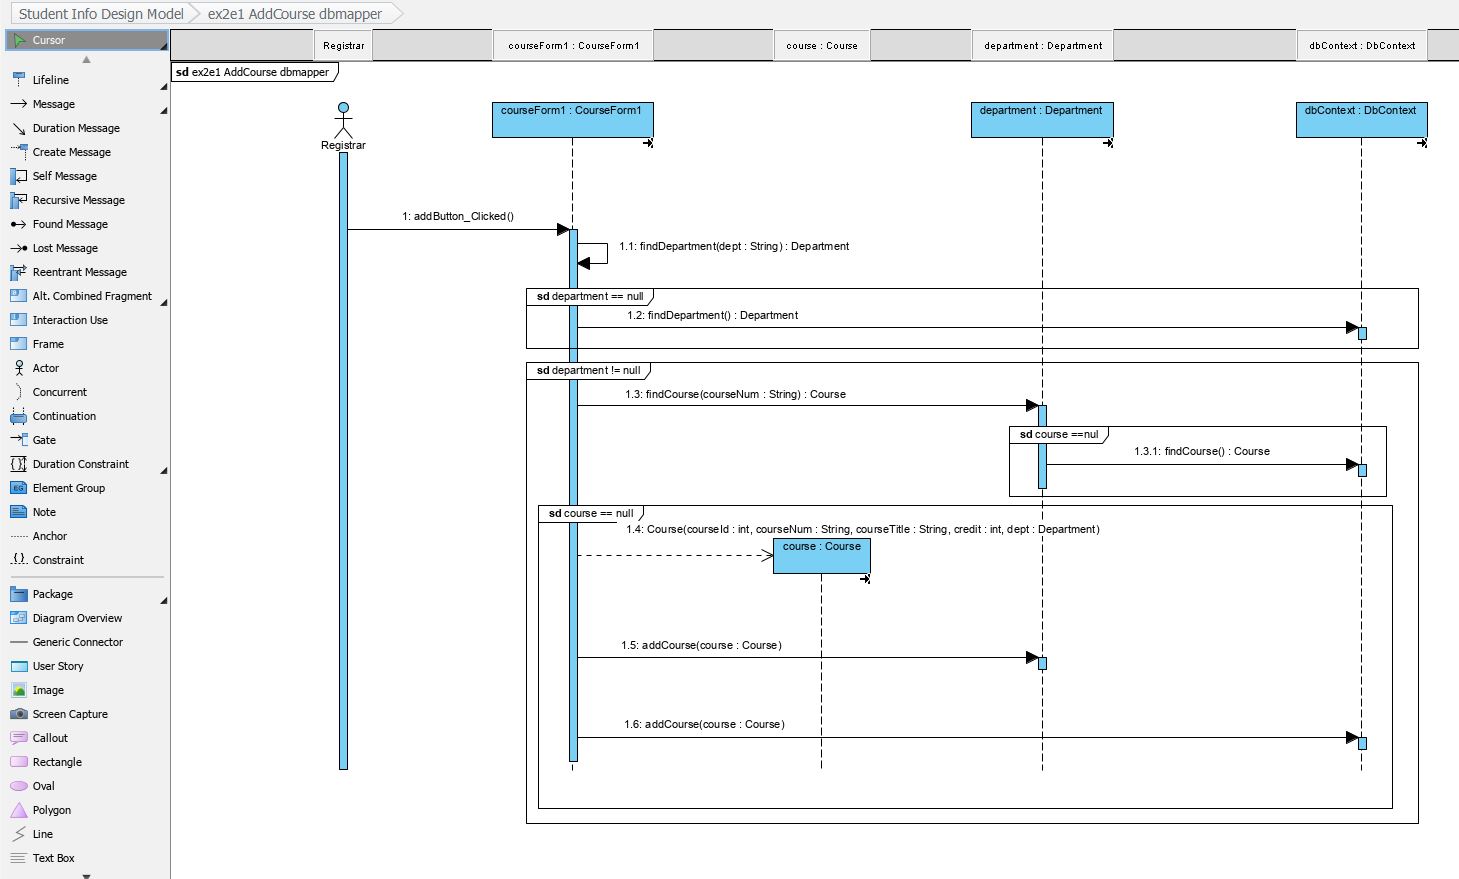 Student Info Design Model
ex2e1 AddCourse dbmapper
Cursor
Lifeline
Message
Duration Message
Create Message
Self Message
Recursive Message
Found Message
Lost Message
Reentrant Message
Alt. Combined Fragment
Interaction Use
Frame
Actor
Concurrent
Continuation
Gate
Duration Constraint
Element Group
Note
Anchor
Constraint
Package
Diagram Overview
Generic Connector
User Story
Image
Screen Capture
Callout
Rectangle
Oval
Polygon
Line
Text Box
Registrar
courseForm1 : CourseForm1
course : Course
department : Department
dbContext : DbContext
sd ex2e1 AddCourse dbmapper
Registrar
courseForm1 : CourseForm1
department : Department
dbContext : DbContext
1: addButton_Clicked()
1.1: findDepartment(dept : String) : Department
sd department == null
1.2: findDepartment() : Department
sd department != null
1.3: findCourse(courseNum : String) : Course
sd course ==nul
1.3.1: findCourse() : Course
sd course == null
1.4: Course(courseId : int, courseNum : String, courseTitle : String, credit : int, dept : Department)
course : Course
1.5: addCourse(course : Course)
1.6: addCourse(course : Course)